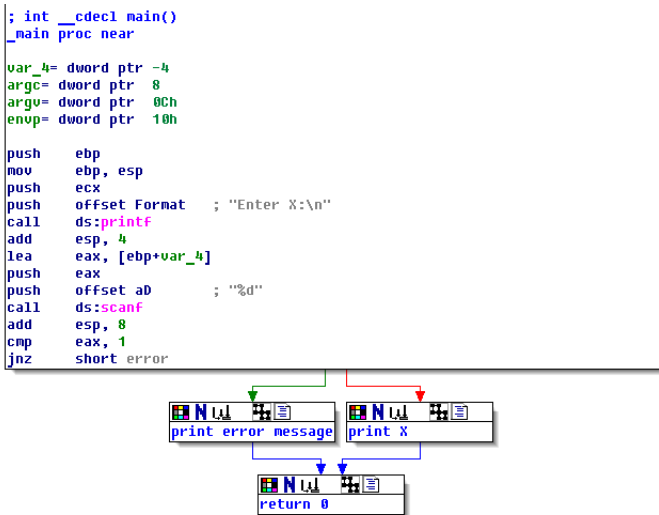 ; int __cdecl main()
_main proc near
var_4= dword ptr -4
argc= dword ptr  8
argv= dword ptr  0Ch
envp= dword ptr  10h
push    ebp
mov     ebp, esp
push    ecx
push    offset Format   ; "Enter X:\n"
call    ds:printf
add     esp, 4
lea     eax, [ebp+var_4]
push    eax
push    offset aD       ; "%d"
call    ds:scanf
add     esp, 8
cmp     eax, 1
jnz     short error
print error message
print X
return 0